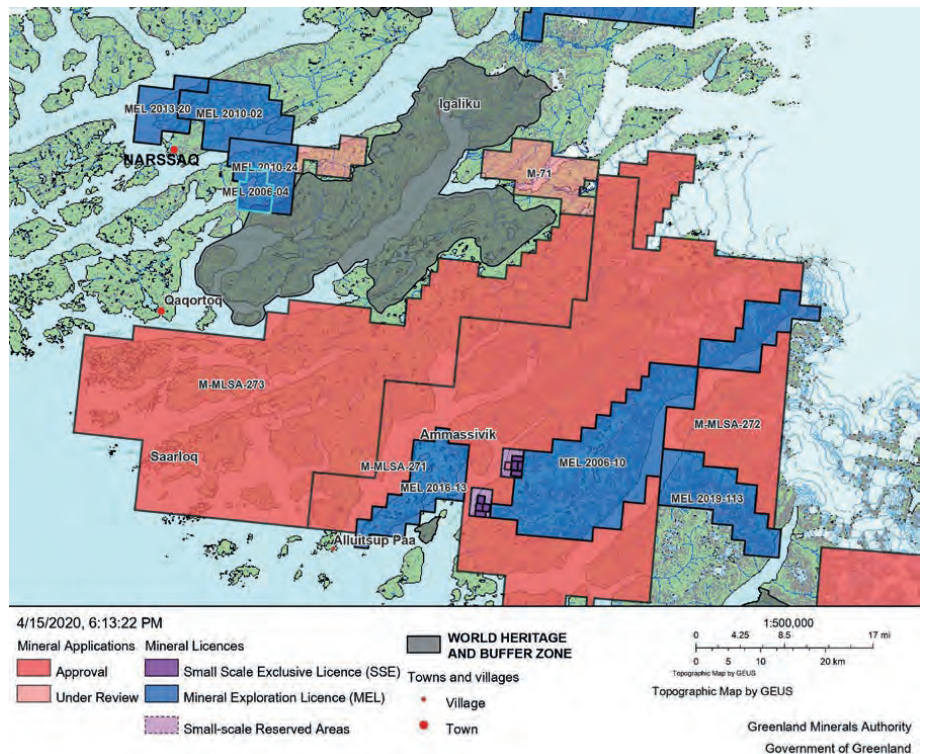 Igaliku
MEL 2013-20
MEL 2010-02
NARSSAQ
MEL 2010-24
M-71
MEL 2006-04
Qaqortoq
M-MLSA-273
M-MLSA-272
Ammassivik
Saarloq
M-MLSA-271
MEL 2006-10
MEL 2018-13
MEL 2019-113
Alluitsup Paa
4/15/2020, 6:13:22 PM
Mineral Applications
Approval
Under Review
Mineral Licences
Small Scale Exclusive Licence (SSE)
Mineral Exploration Licence (MEL)
Small-scale Reserved Areas
WORLD HERITAGE
AND BUFFER ZONE
Towns and villages
Village
Town
1:500,000
0 4.25 8.5 17 mi
0 5 10 20 km
Topographic Map by GEUS
Topographic Map by GEUS
Greenland Minerals Authority
Government of Greenland